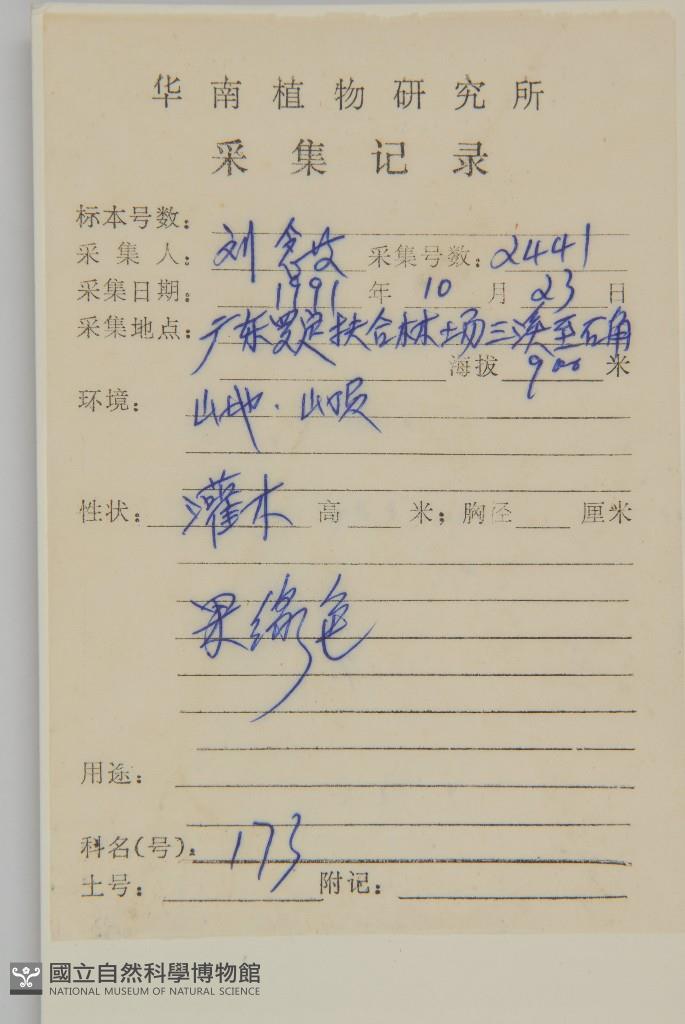 华南植物研究所
采集记录
标本号数:
采集人: 刘念 采集号数: 2441
采集日期: 1991 年 10 月 23 日
采集地点: 广东罗定扶合林场三溪至石角
海拔 900 米
环境: 山地.山顶
性状: 灌木 高 米; 胸径 厘米
果绿色
用途:
科名(号): 173
土号: 附记:
國立自然科學博物館
NATIONAL MUSEUM OF NATURAL SCIENCE